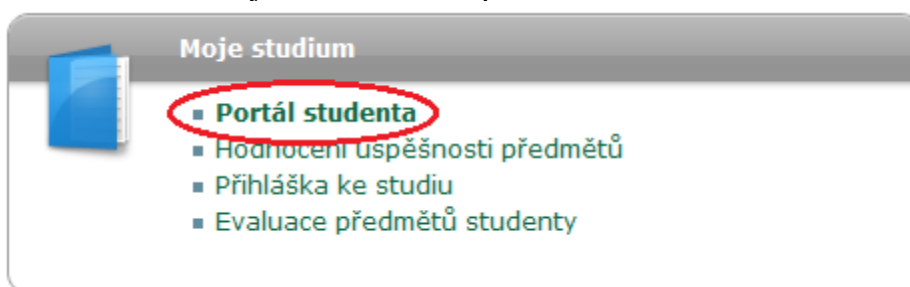 Moje studium
Portál studenta
Hodnocení úspěšnosti předmětů
Přihláška ke studiu
Evaluace předmětů studenty